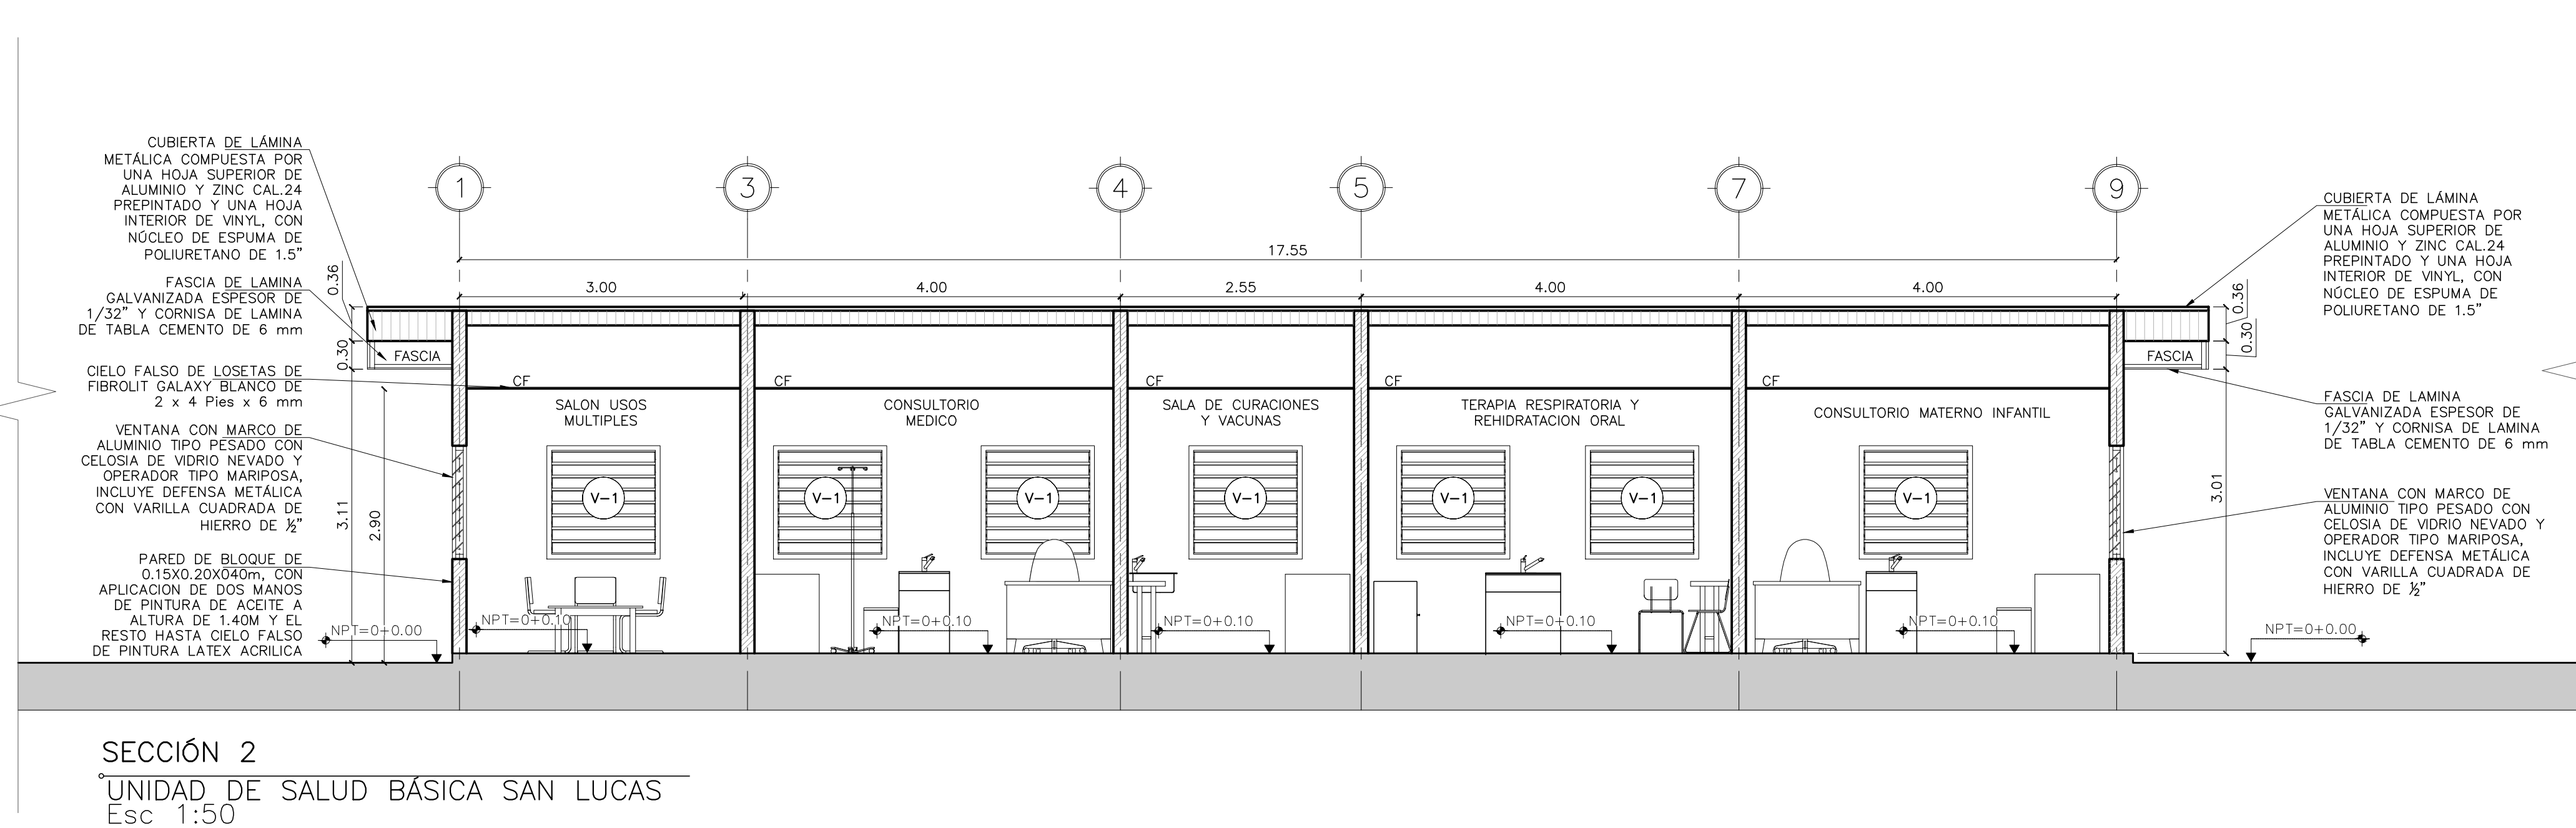 CUBIERTA DE LÁMINA
METÁLICA COMPUESTA POR
UNA HOJA SUPERIOR DE
ALUMINIO Y ZINC CAL.24
PREPINTADO Y UNA HOJA
INTERIOR DE VINYL, CON
NÚCLEO DE ESPUMA DE
POLIURETANO DE 1.5”
FASCIA DE LAMINA
GALVANIZADA ESPESOR DE
1/32” Y CORNISA DE LAMINA
DE TABLA CEMENTO DE 6 mm
CIELO FALSO DE LOSETAS DE
FIBROLIT GALAXY BLANCO DE
2 x 4 Pies x 6 mm
VENTANA CON MARCO DE
ALUMINIO TIPO PESADO CON
CELOSIA DE VIDRIO NEVADO Y
OPERADOR TIPO MARIPOSA,
INCLUYE DEFENSA METÁLICA
CON VARILLA CUADRADA DE
HIERRO DE ½”
PARED DE BLOQUE DE
0.15X0.20X040m, CON
APLICACION DE DOS MANOS
DE PINTURA DE ACEITE A
ALTURA DE 1.40M Y EL
RESTO HASTA CIELO FALSO
DE PINTURA LATEX ACRILICA
0.36
0.30
3.11
2.90
NPT=0+0.00
1
3
4
5
7
9
17.55
3.00
4.00
2.55
4.00
4.00
FASCIA
CF
CF
CF
CF
CF
FASCIA
SALON USOS
MULTIPLES
CONSULTORIO
MEDICO
SALA DE CURACIONES
Y VACUNAS
TERAPIA RESPIRATORIA Y
REHIDRATACION ORAL
CONSULTORIO MATERNO INFANTIL
V-1
V-1
V-1
V-1
V-1
V-1
V-1
NPT=0+0.10
NPT=0+0.10
NPT=0+0.10
NPT=0+0.10
NPT=0+0.10
0.36
0.30
3.01
NPT=0+0.00
CUBIERTA DE LÁMINA
METÁLICA COMPUESTA POR
UNA HOJA SUPERIOR DE
ALUMINIO Y ZINC CAL.24
PREPINTADO Y UNA HOJA
INTERIOR DE VINYL, CON
NÚCLEO DE ESPUMA DE
POLIURETANO DE 1.5”
FASCIA DE LAMINA
GALVANIZADA ESPESOR DE
1/32” Y CORNISA DE LAMINA
DE TABLA CEMENTO DE 6 mm
VENTANA CON MARCO DE
ALUMINIO TIPO PESADO CON
CELOSIA DE VIDRIO NEVADO Y
OPERADOR TIPO MARIPOSA,
INCLUYE DEFENSA METÁLICA
CON VARILLA CUADRADA DE
HIERRO DE ½”
SECCIÓN 2
UNIDAD DE SALUD BÁSICA SAN LUCAS
Esc 1:50